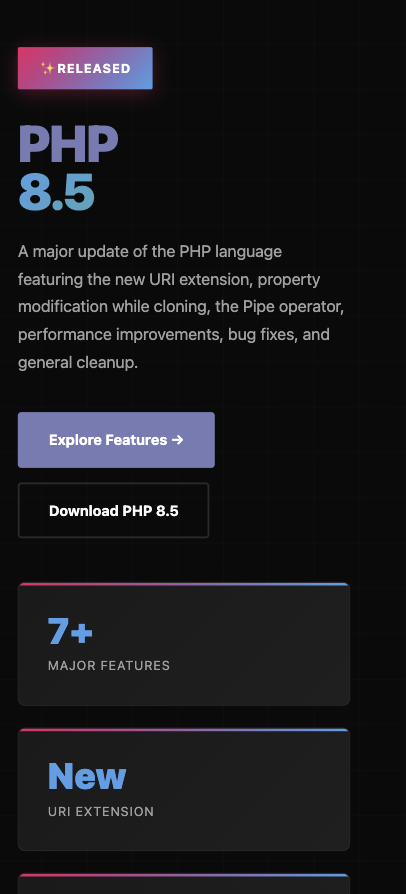 ✨ RELEASED
PHP
8.5
A major update of the PHP language
featuring the new URI extension, property
modification while cloning, the Pipe operator,
performance improvements, bug fixes, and
general cleanup.
Explore Features →
Download PHP 8.5
7+
MAJOR FEATURES
New
URI EXTENSION